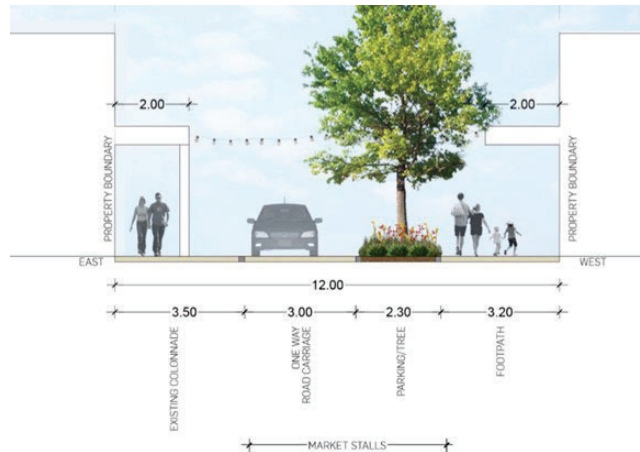 2.00
2.00
PROPERTY BOUNDARY
PROPERTY BOUNDARY
EAST
WEST
12.00
3.50
3.00
2.30
3.20
EXISTING COLONNADE
ONE WAY
ROAD CARRIAGE
PARKING/TREE
FOOTPATH
MARKET STALLS